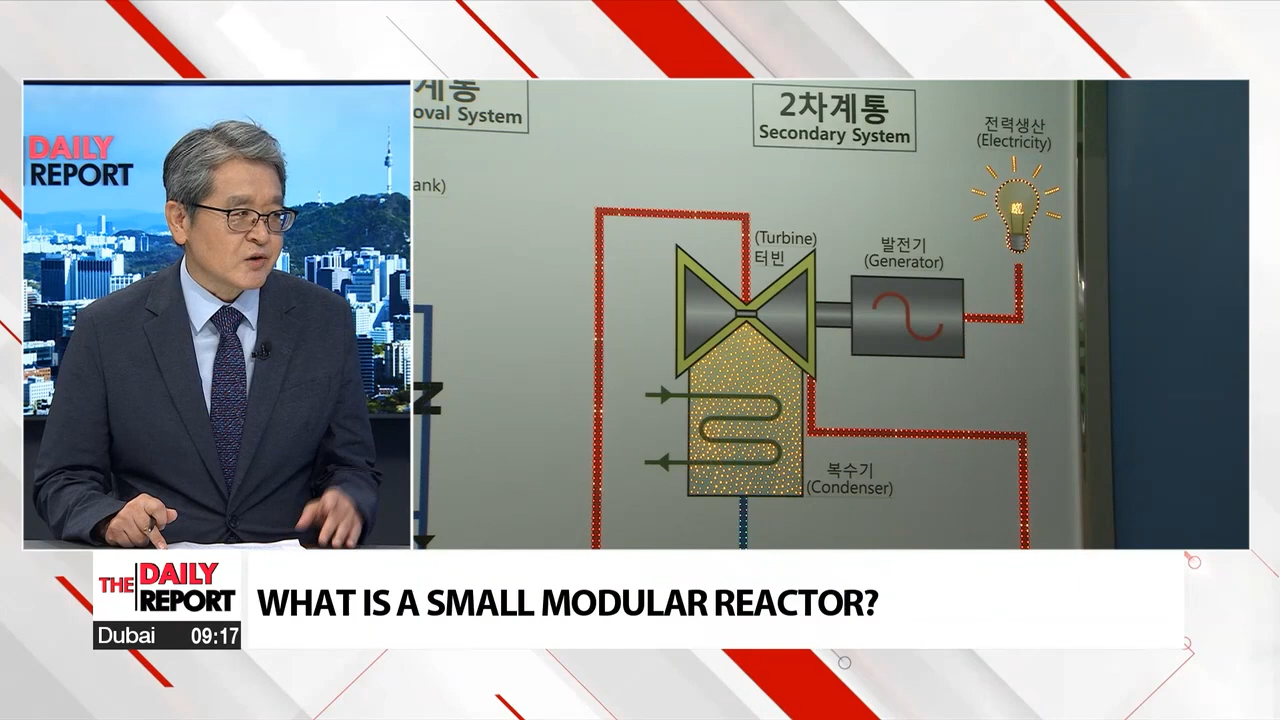 DAILY
REPORT
계통
oval System
ank)
2차계통
Secondary System
전력생산
(Electricity)
(Turbine)
터빈
발전기
(Generator)
복수기
(Condenser)
THE DAILY
REPORT
WHAT IS A SMALL MODULAR REACTOR?
Dubai 09:17